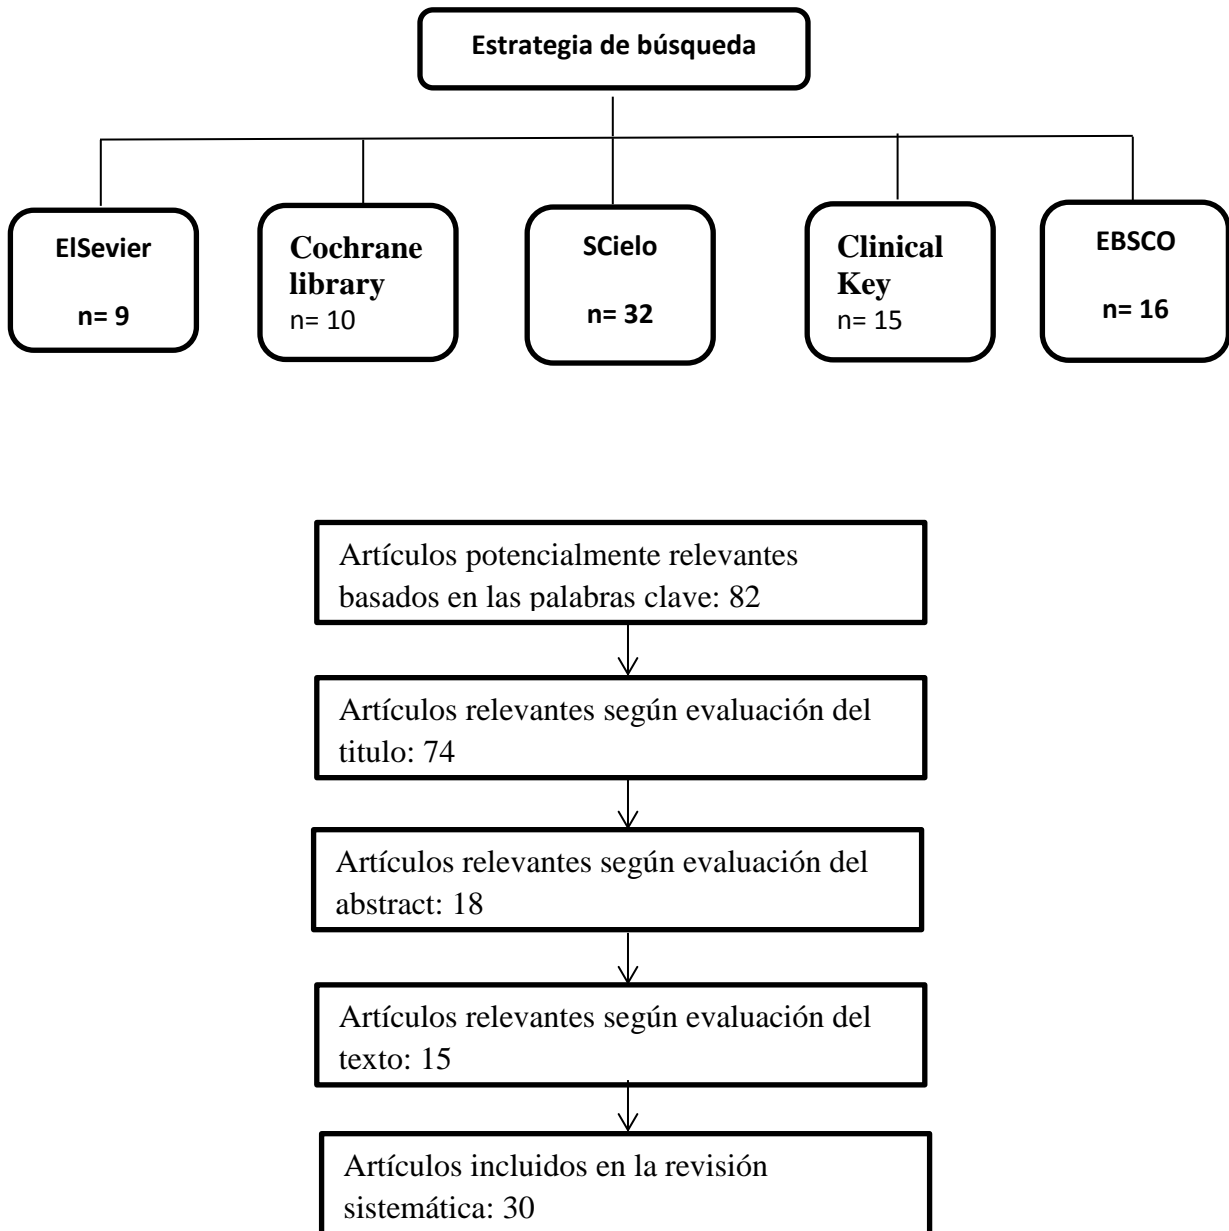 Estrategia de búsqueda
ElSevier
n= 9
Cochrane
library
n= 10
SCielo
n= 32
Clinical
Key
n= 15
EBSCO
n= 16
Artículos potencialmente relevantes
basados en las palabras clave: 82
Artículos relevantes según evaluación del
titulo: 74
Artículos relevantes según evaluación del
abstract: 18
Artículos relevantes según evaluación del
texto: 15
Artículos incluidos en la revisión
sistemática: 30